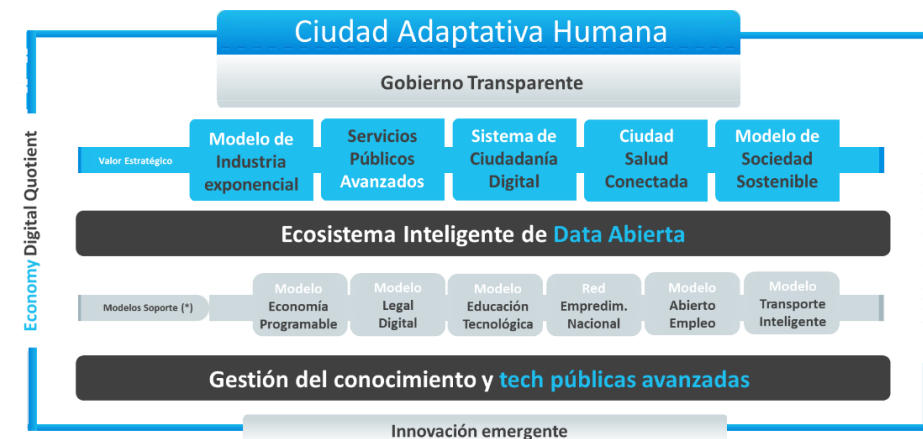 Ciudad Adaptativa Humana
Gobierno Transparente
Economy Digital Quotient
Valor Estratégico
Modelo de
Industria
exponencial
Servicios
Públicos
Avanzados
Sistema de
Ciudadanía
Digital
Ciudad
Salud
Conectada
Modelo de
Sociedad
Sostenible
Ecosistema Inteligente de Data Abierta
Modelos Soporte (*)
Modelo
Economía
Programable
Modelo
Legal
Digital
Modelo
Educación
Tecnológica
Red
Empredim.
Nacional
Modelo
Abierto
Empleo
Modelo
Transporte
Inteligente
Gestión del conocimiento y tech públicas avanzadas
Innovación emergente